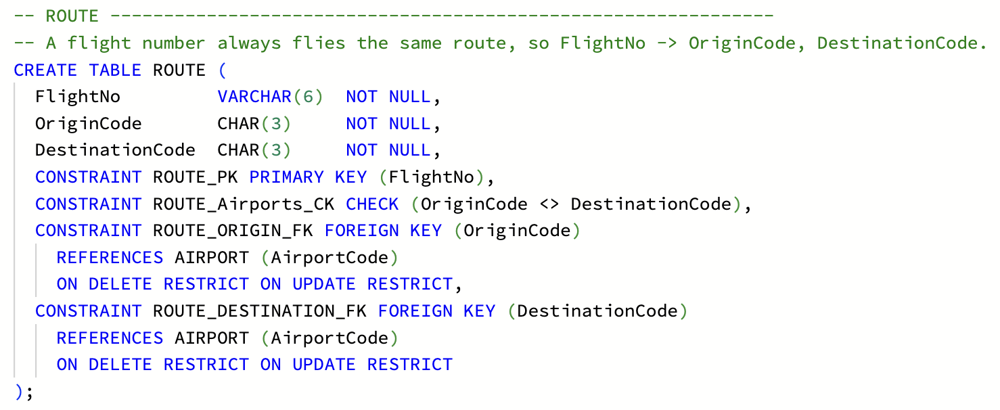 -- ROUTE --------------------------------------------------------------
-- A flight number always flies the same route, so FlightNo -> OriginCode, DestinationCode.
CREATE TABLE ROUTE (
  FlightNo         VARCHAR(6)  NOT NULL,
  OriginCode       CHAR(3)     NOT NULL,
  DestinationCode  CHAR(3)     NOT NULL,
  CONSTRAINT ROUTE_PK PRIMARY KEY (FlightNo),
  CONSTRAINT ROUTE_Airports_CK CHECK (OriginCode <> DestinationCode),
  CONSTRAINT ROUTE_ORIGIN_FK FOREIGN KEY (OriginCode)
    REFERENCES AIRPORT (AirportCode)
    ON DELETE RESTRICT ON UPDATE RESTRICT,
  CONSTRAINT ROUTE_DESTINATION_FK FOREIGN KEY (DestinationCode)
    REFERENCES AIRPORT (AirportCode)
    ON DELETE RESTRICT ON UPDATE RESTRICT
);